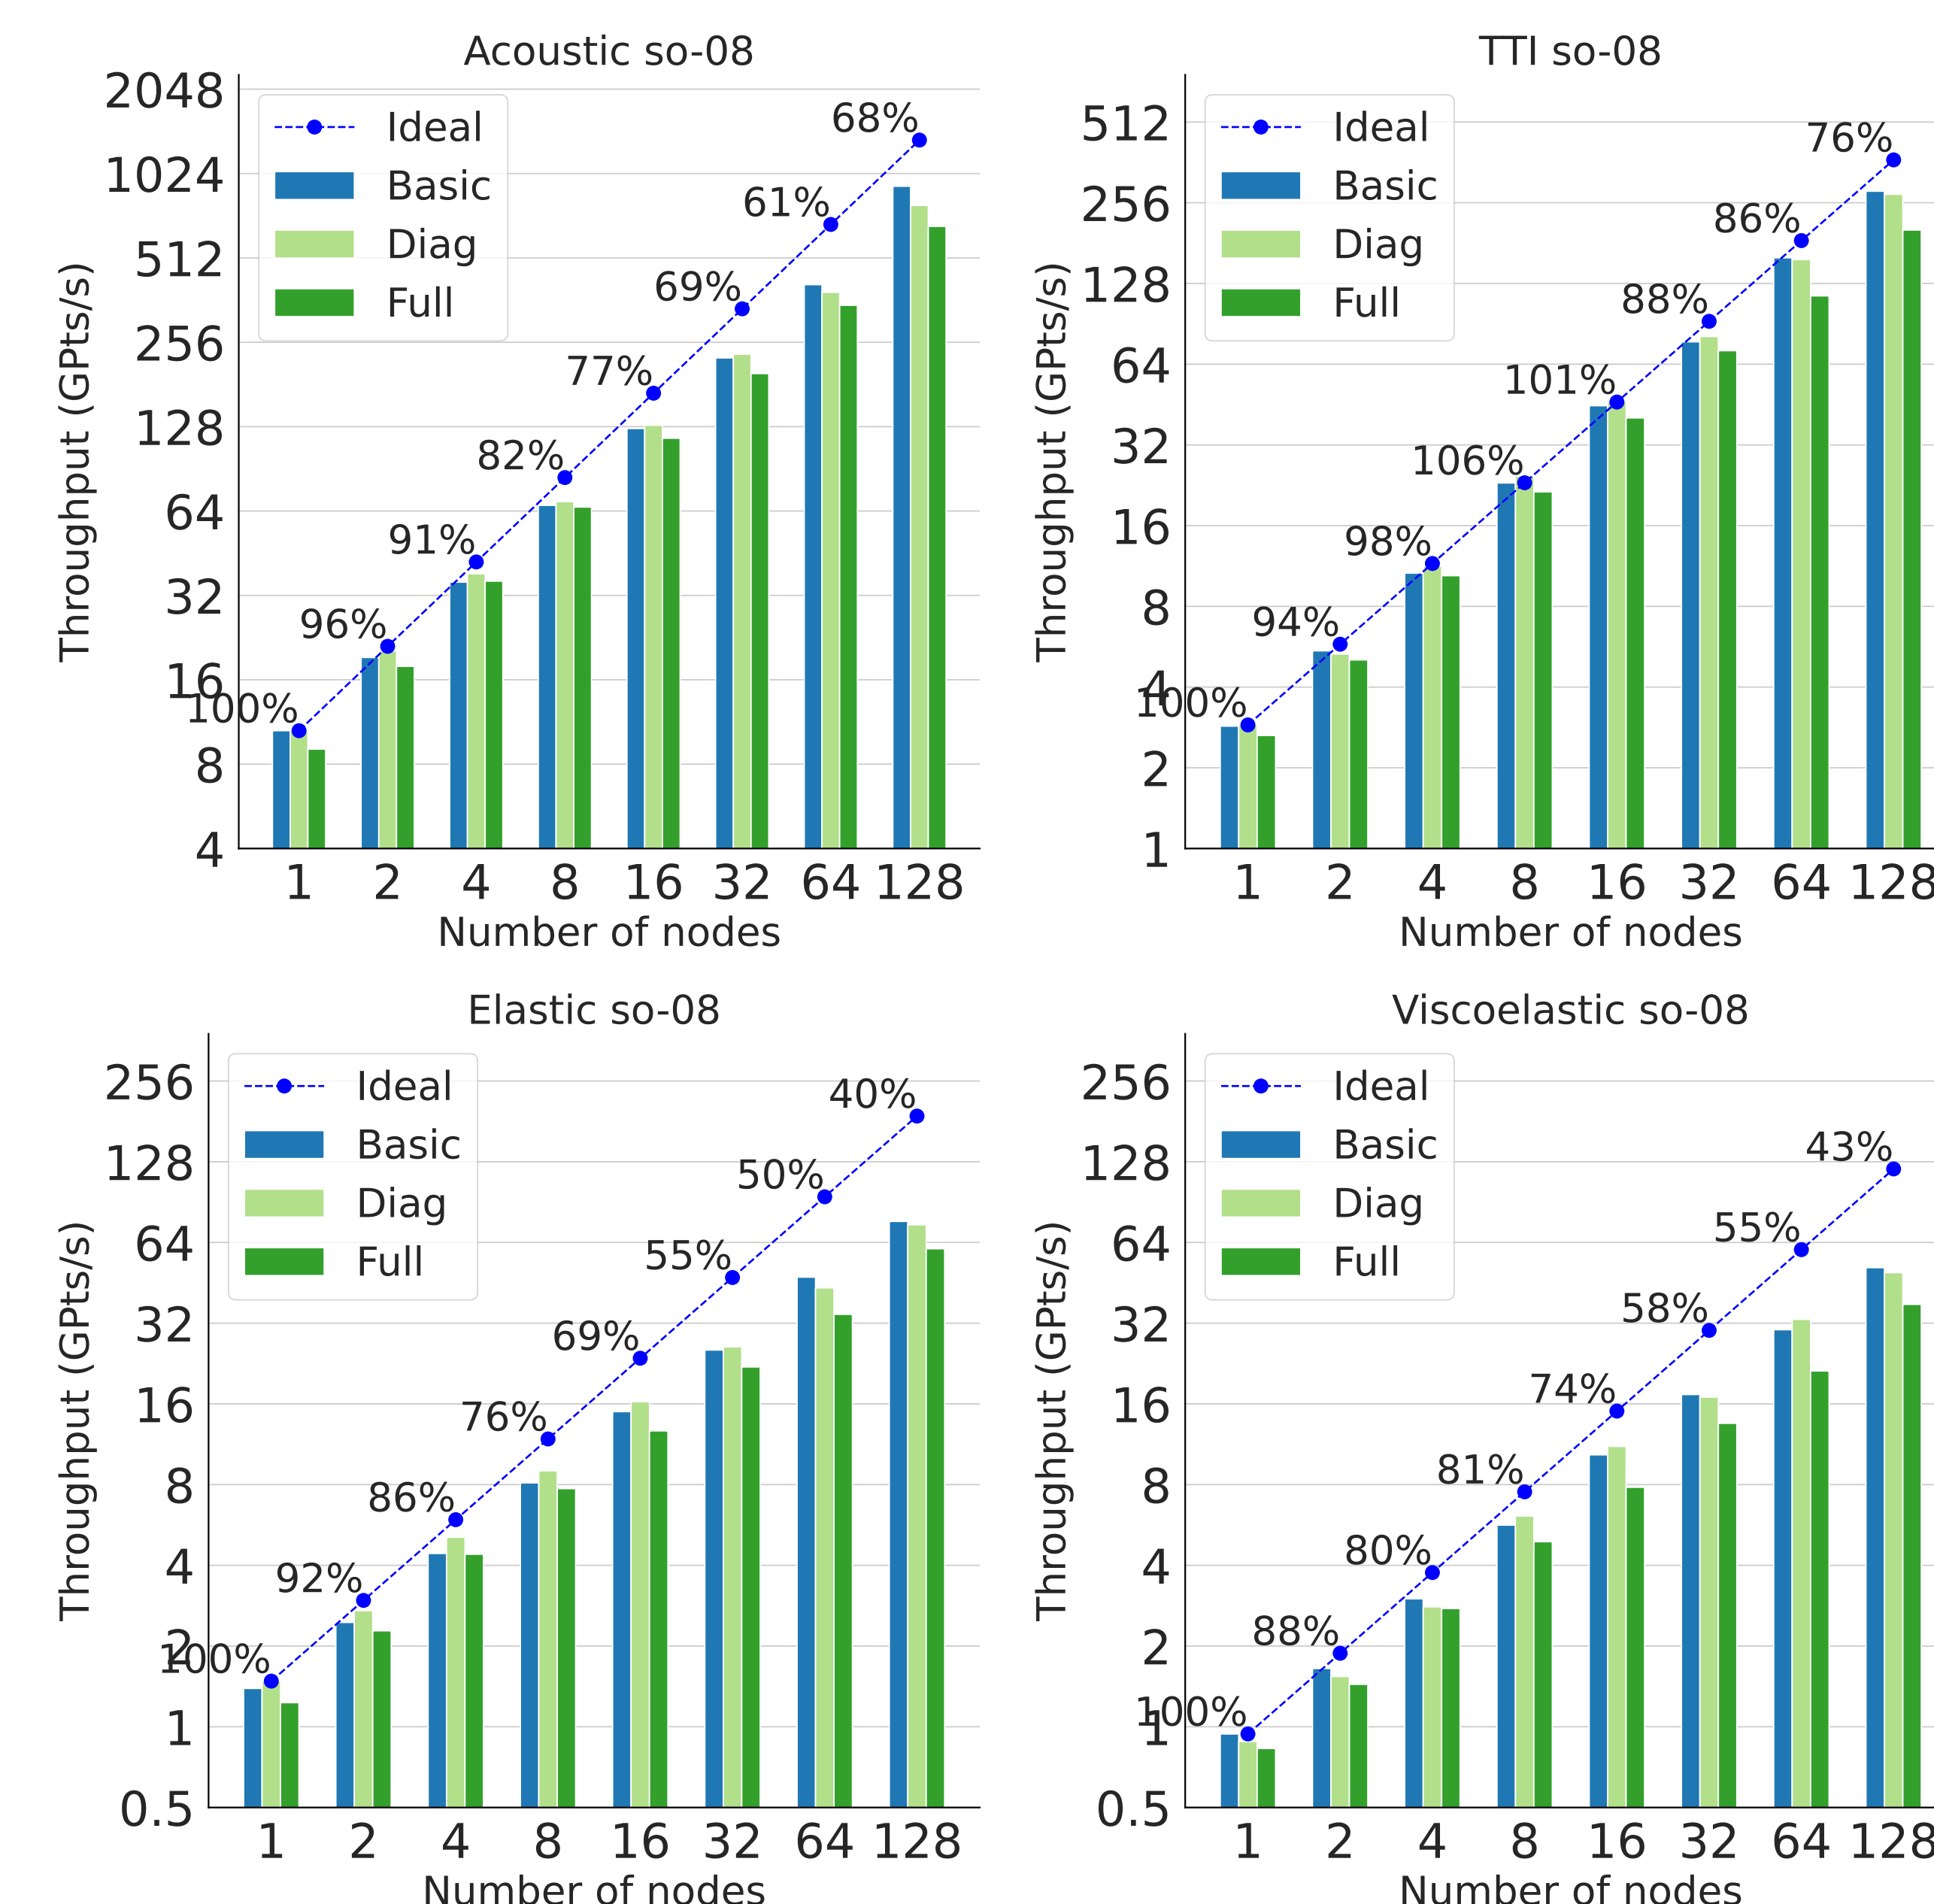 Acoustic so-08
Throughput (GPts/s)
2048
1024
512
256
128
64
32
16
8
4
Ideal
Basic
Diag
Full
100%
96%
91%
82%
77%
69%
61%
68%
1 2 4 8 16 32 64 128
Number of nodes
TTI so-08
Throughput (GPts/s)
512
256
128
64
32
16
8
4
2
1
Ideal
Basic
Diag
Full
100%
94%
98%
106%
101%
88%
86%
76%
1 2 4 8 16 32 64 128
Number of nodes
Elastic so-08
Throughput (GPts/s)
256
128
64
32
16
8
4
2
1
0.5
Ideal
Basic
Diag
Full
100%
92%
86%
76%
69%
55%
50%
40%
1 2 4 8 16 32 64 128
Number of nodes
Viscoelastic so-08
Throughput (GPts/s)
256
128
64
32
16
8
4
2
1
0.5
Ideal
Basic
Diag
Full
100%
88%
80%
81%
74%
58%
55%
43%
1 2 4 8 16 32 64 128
Number of nodes